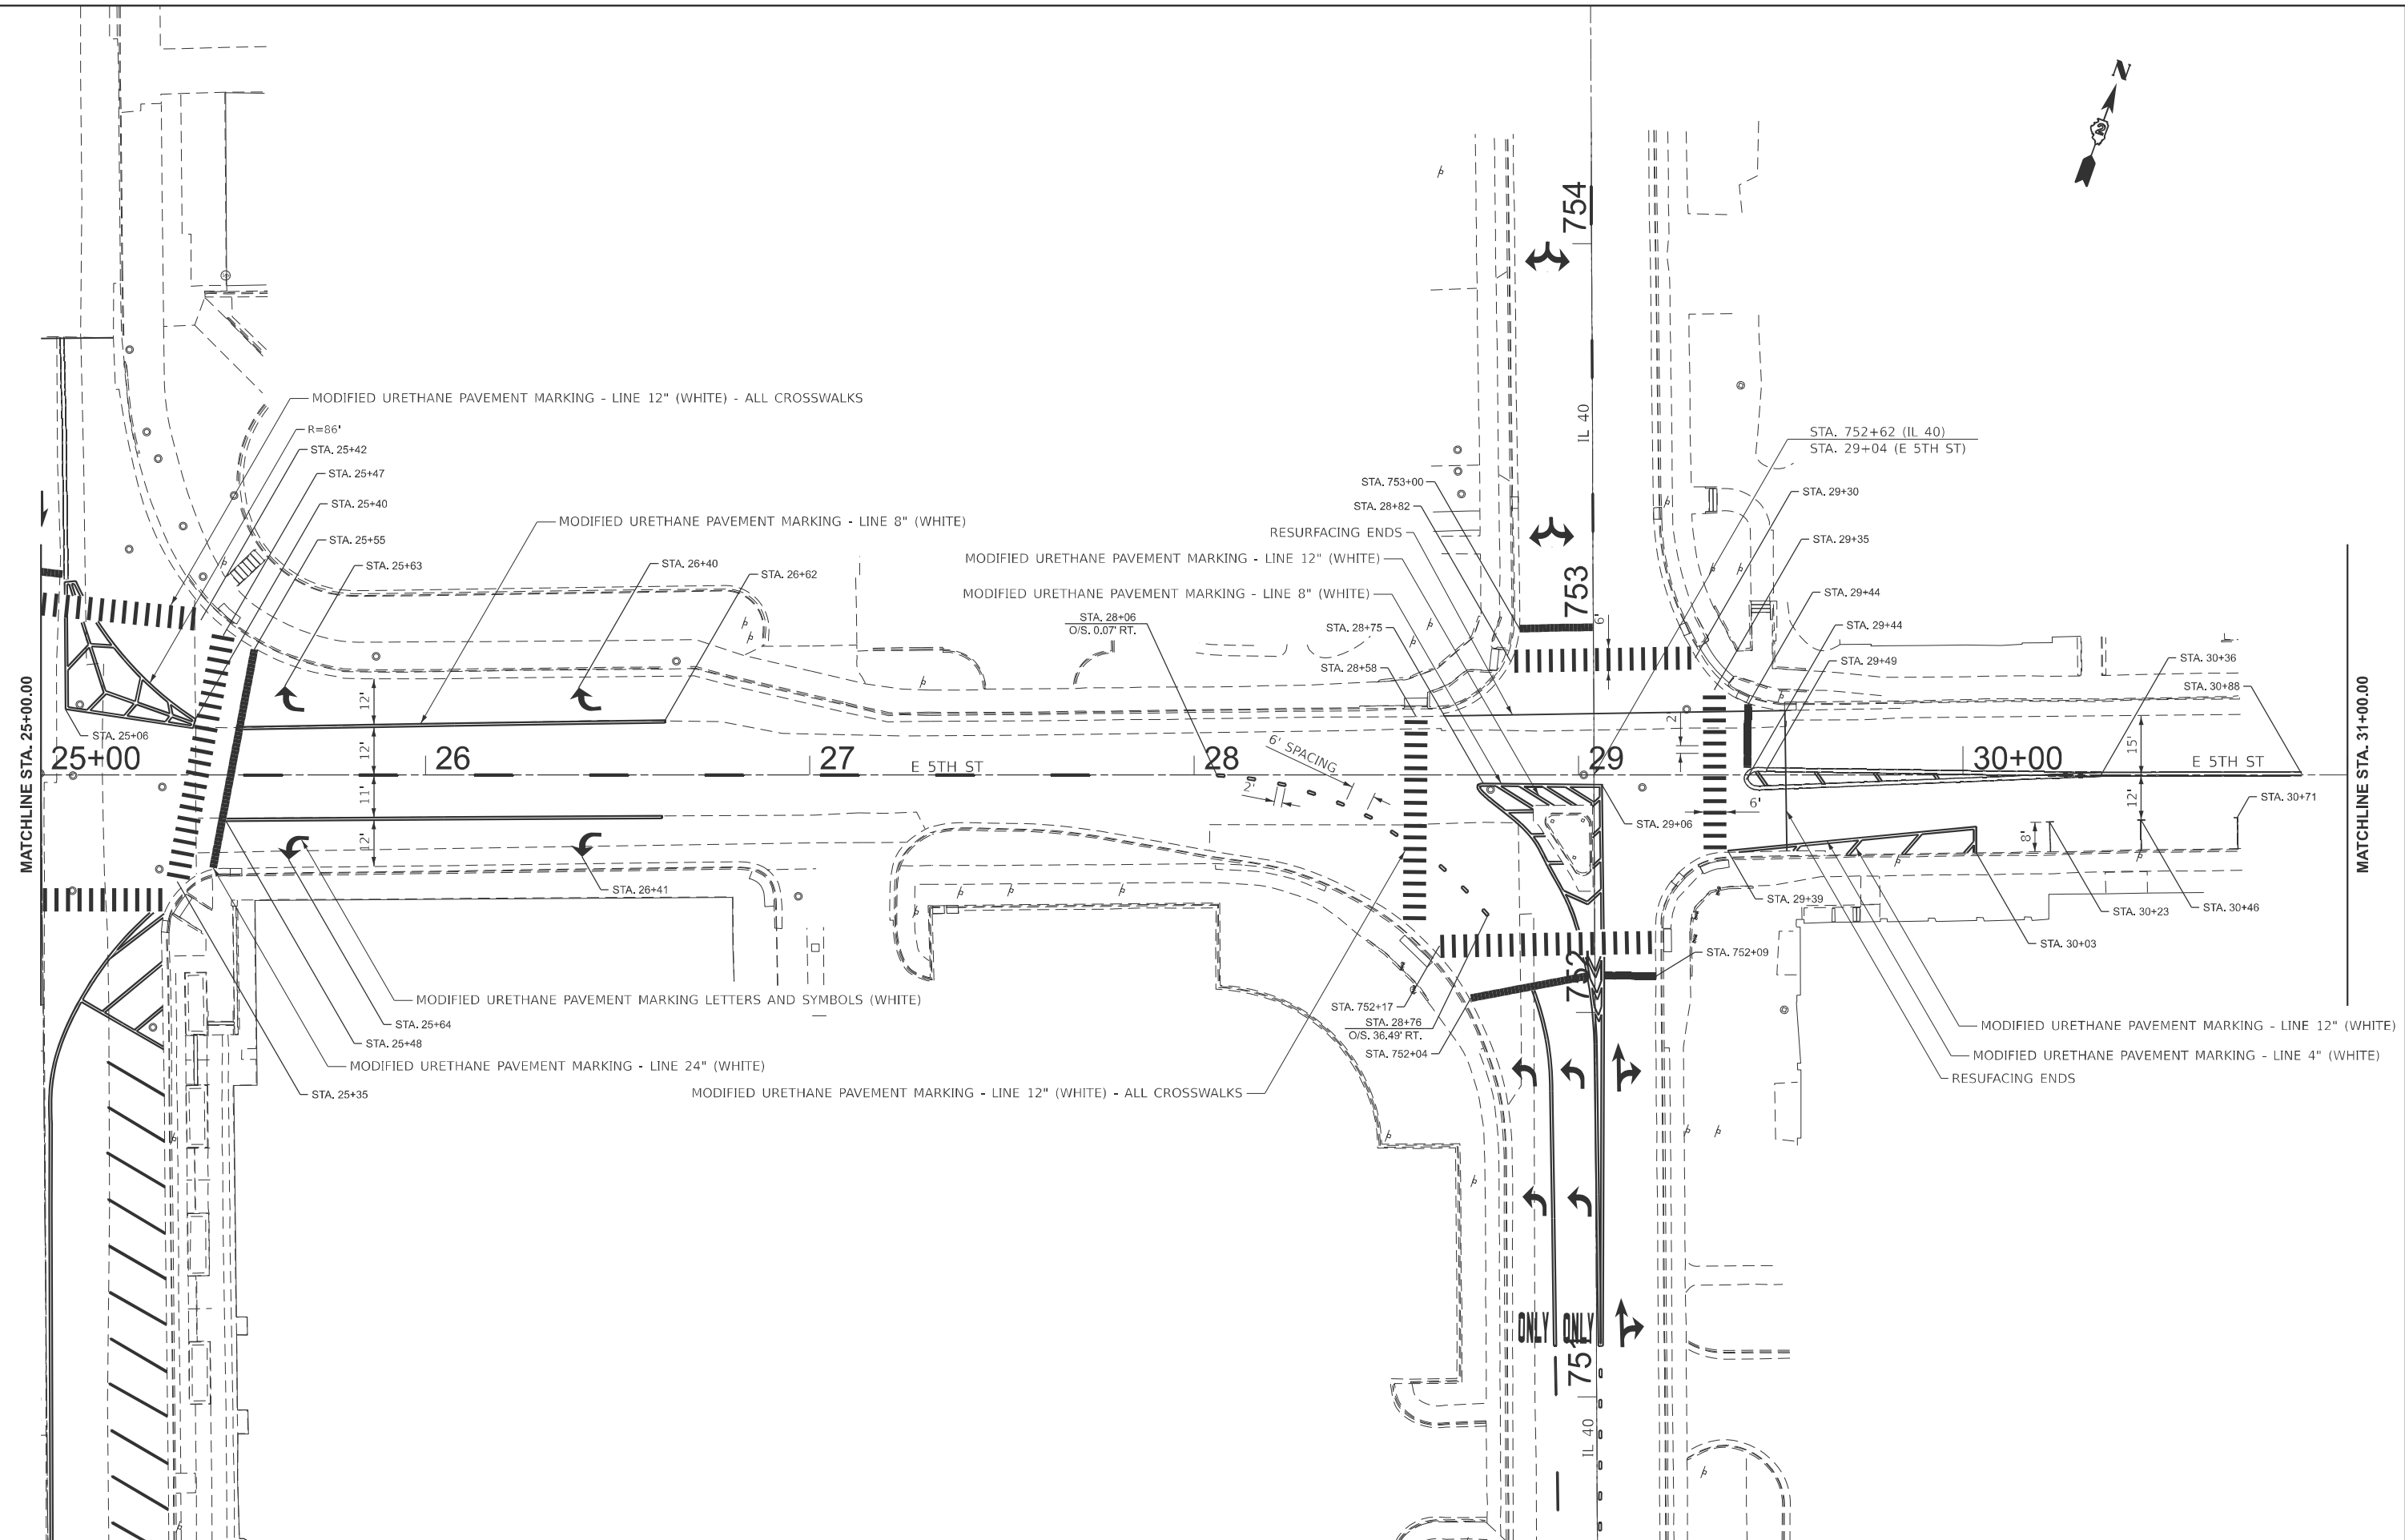 N
754
MODIFIED URETHANE PAVEMENT MARKING - LINE 12" (WHITE) - ALL CROSSWALKS
R=86'
STA. 25+42
STA. 25+47
STA. 25+40
STA. 25+55
STA. 25+63
MODIFIED URETHANE PAVEMENT MARKING - LINE 8" (WHITE)
STA. 26+40
STA. 26+62
IL 40
STA. 752+62 (IL 40)
STA. 29+04 (E 5TH ST)
STA. 753+00
STA. 28+82
RESURFACING ENDS
MODIFIED URETHANE PAVEMENT MARKING - LINE 12" (WHITE)
MODIFIED URETHANE PAVEMENT MARKING - LINE 8" (WHITE)
STA. 28+06
O/S. 0.07' RT.
STA. 28+75
STA. 28+58
753
6'
STA. 29+30
STA. 29+35
STA. 29+44
STA. 29+44
STA. 29+49
STA. 30+36
STA. 30+88
MATCHLINE STA. 25+00.00
STA. 25+06
25+00
26
27
28
29
30+00
E 5TH ST
E 5TH ST
12'
12'
11'
12'
6' SPACING
2'
2'
6'
15'
12'
8'
STA. 30+71
MATCHLINE STA. 31+00.00
STA. 29+06
STA. 26+41
STA. 29+39
STA. 30+23
STA. 30+46
STA. 30+03
STA. 752+09
752
MODIFIED URETHANE PAVEMENT MARKING LETTERS AND SYMBOLS (WHITE)
STA. 25+64
STA. 25+48
MODIFIED URETHANE PAVEMENT MARKING - LINE 24" (WHITE)
STA. 25+35
STA. 752+17
STA. 28+76
O/S. 36.49' RT.
STA. 752+04
MODIFIED URETHANE PAVEMENT MARKING - LINE 12" (WHITE) - ALL CROSSWALKS
MODIFIED URETHANE PAVEMENT MARKING - LINE 12" (WHITE)
MODIFIED URETHANE PAVEMENT MARKING - LINE 4" (WHITE)
RESUFACING ENDS
ONLY ONLY
751
IL 40